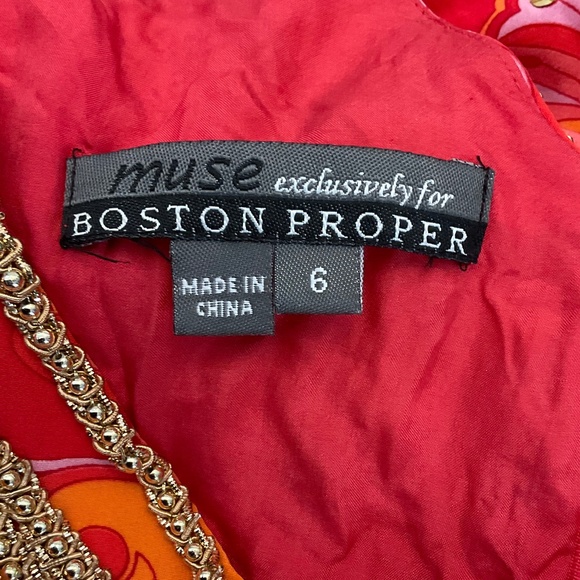 muse exclusively for
BOSTON PROPER
MADE IN
CHINA
6